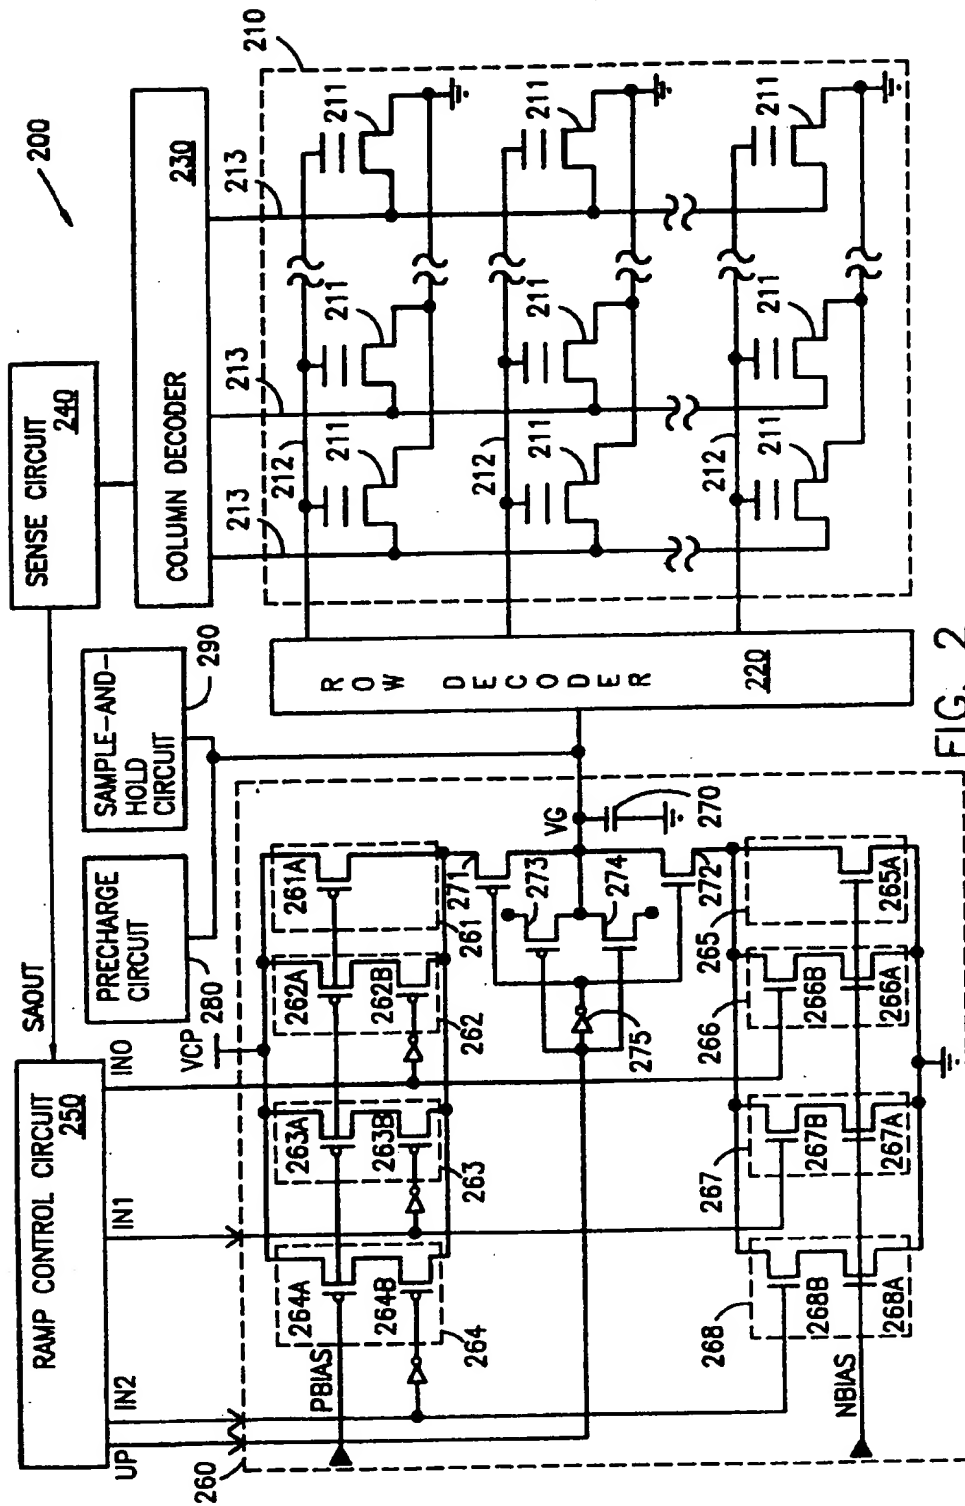 200
SENSE CIRCUIT
240
COLUMN DECODER
230
210
213
213
213
211
211
211
212
211
211
211
212
211
211
211
212
SAOUT
PRECHARGE
CIRCUIT
280
SAMPLE-AND-
HOLD
CIRCUIT
290
ROW DECODER
220
RAMP CONTROL CIRCUIT
250
UP
IN2
IN1
IN0
260
VCP
PBIAS
264A
264B
264
263A
263B
263
262A
262B
262
261A
261
271
273
VG
270
274
272
275
265
265A
266
266B
266A
267
267B
267A
268
268B
268A
NBIAS
FIG. 2